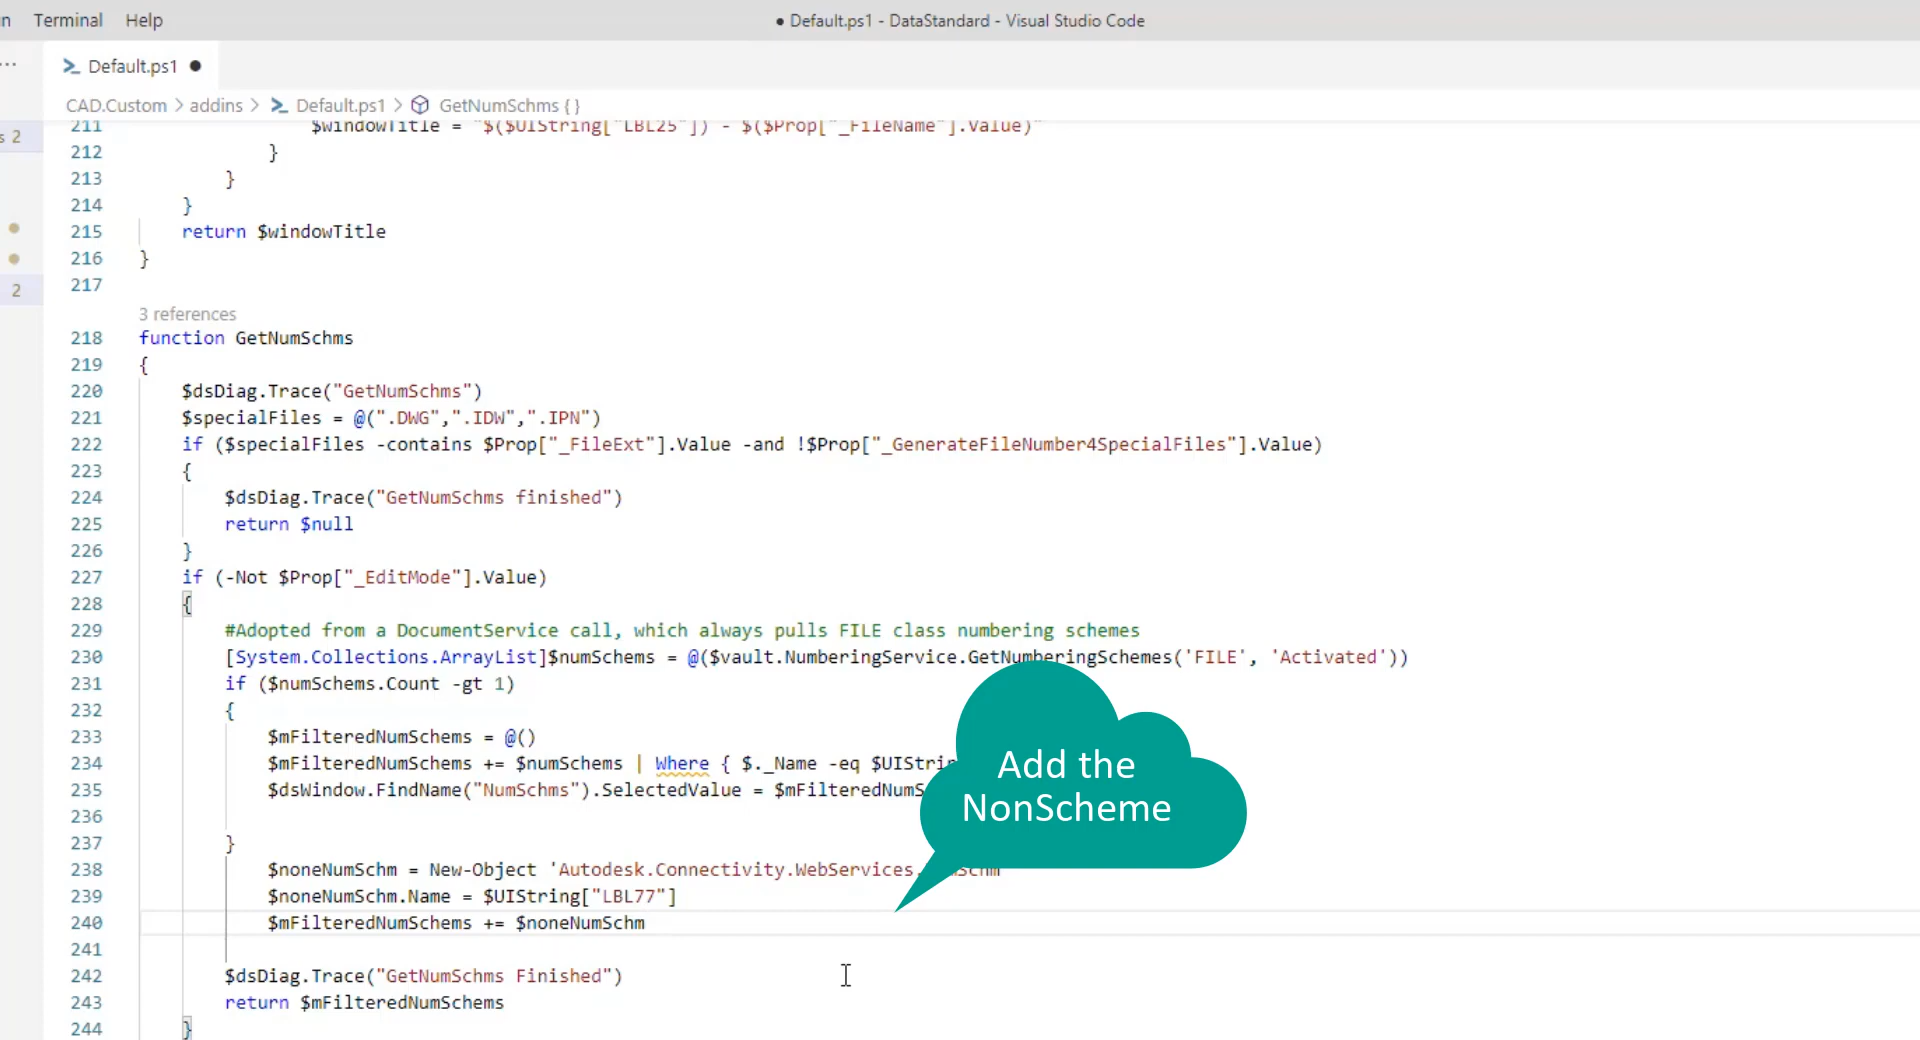 n Terminal Help
● Default.ps1 - DataStandard - Visual Studio Code
... Default.ps1 ●
CAD.Custom > addins > Default.ps1 > GetNumSchms { }
s 2
2
211 $windowTitle = "$($UIString["LBL25"]) - $($Prop["_FileName"].Value)"
212 }
213 }
214 }
215 return $windowTitle
216 }
217
3 references
218 function GetNumSchms
219 {
220 $dsDiag.Trace("GetNumSchms")
221 $specialFiles = @(".DWG",".IDW",".IPN")
222 if ($specialFiles -contains $Prop["_FileExt"].Value -and !$Prop["_GenerateFileNumber4SpecialFiles"].Value)
223 {
224 $dsDiag.Trace("GetNumSchms finished")
225 return $null
226 }
227 if (-Not $Prop["_EditMode"].Value)
228 {
229 #Adopted from a DocumentService call, which always pulls FILE class numbering schemes
230 [System.Collections.ArrayList]$numSchems = @($vault.NumberingService.GetNumberingSchemes('FILE', 'Activated'))
231 if ($numSchems.Count -gt 1)
232 {
233 $mFilteredNumSchems = @()
234 $mFilteredNumSchems += $numSchems | Where { $._Name -eq $UIStrin
235 $dsWindow.FindName("NumSchms").SelectedValue = $mFilteredNumS
236
237 }
238 $noneNumSchm = New-Object 'Autodesk.Connectivity.WebServices.
239 $noneNumSchm.Name = $UIString["LBL77"]
240 $mFilteredNumSchems += $noneNumSchm
241
242 $dsDiag.Trace("GetNumSchms Finished")
243 return $mFilteredNumSchems
244 }
Add the
NonScheme